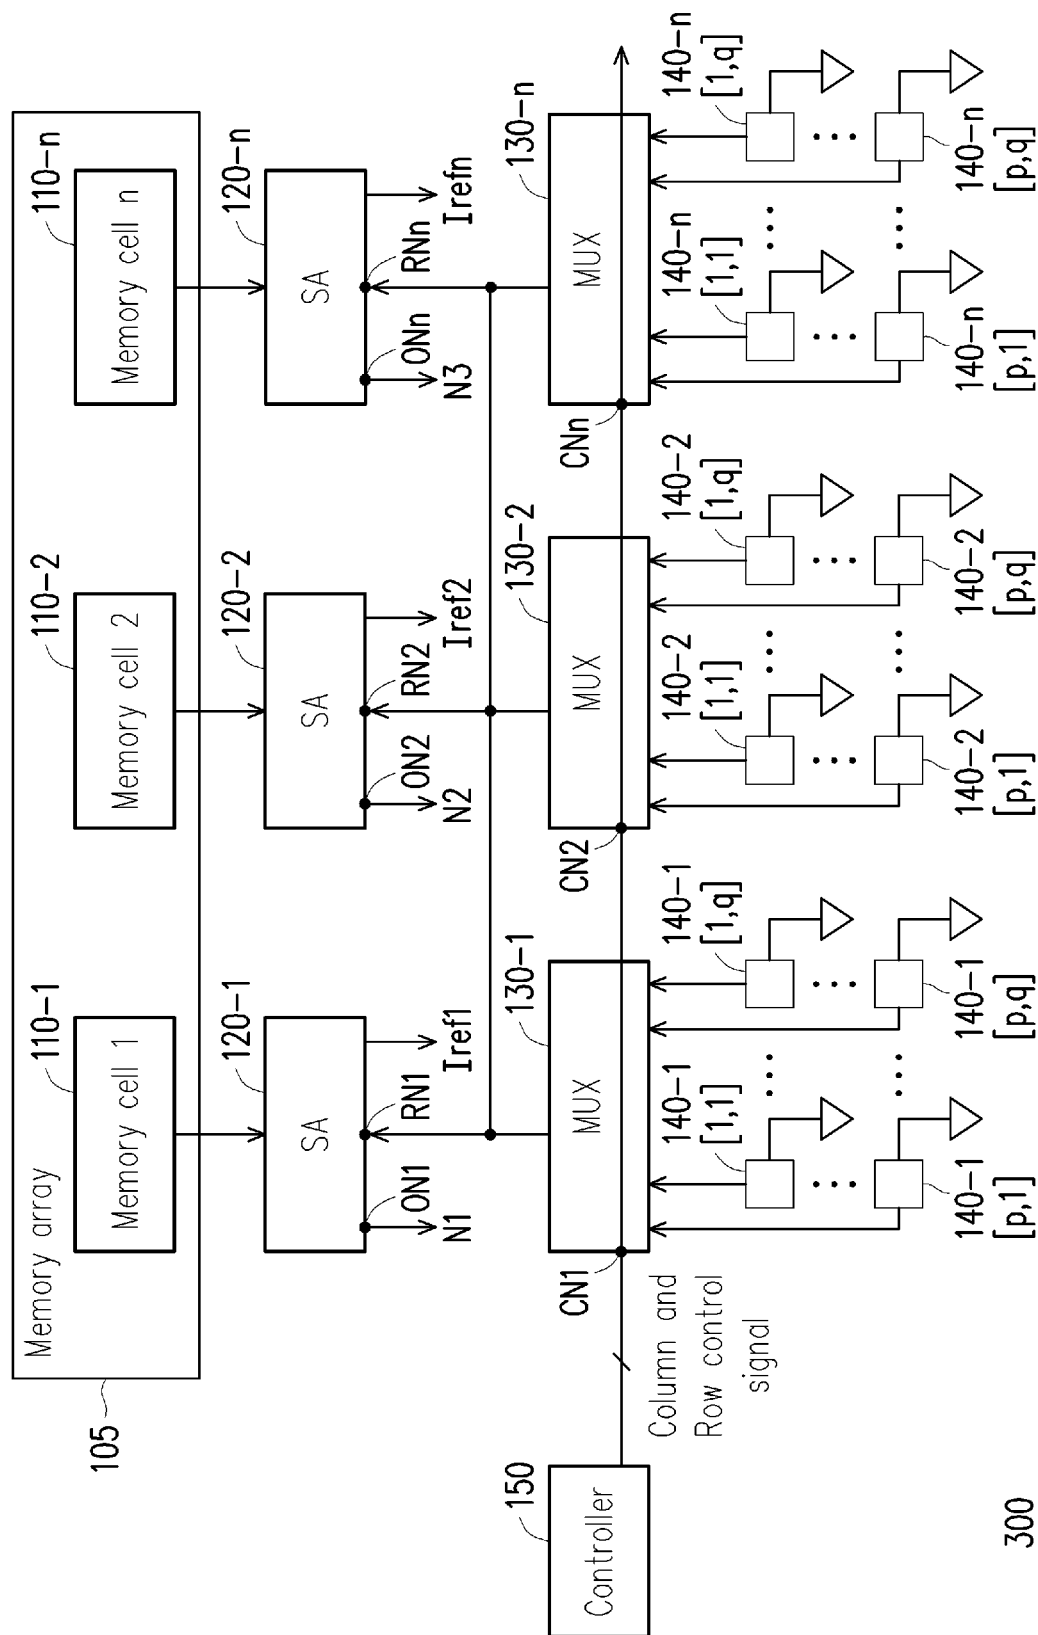 Memory array
105
110-1
Memory cell 1
110-2
Memory cell 2
110-n
Memory cell n
120-1
SA
120-2
SA
120-n
SA
N1
ON1
RN1
Iref1
N2
ON2
RN2
Iref2
N3
ONn
RNn
Irefn
150
Controller
Column and
Row control
signal
CN1
130-1
MUX
CN2
130-2
MUX
CNn
130-n
MUX
140-1
[1,1]
140-1
[1,q]
140-2
[1,1]
140-2
[1,q]
140-n
[1,1]
140-n
[1,q]
140-1
[p,1]
140-1
[p,q]
140-2
[p,1]
140-2
[p,q]
140-n
[p,1]
140-n
[p,q]
300